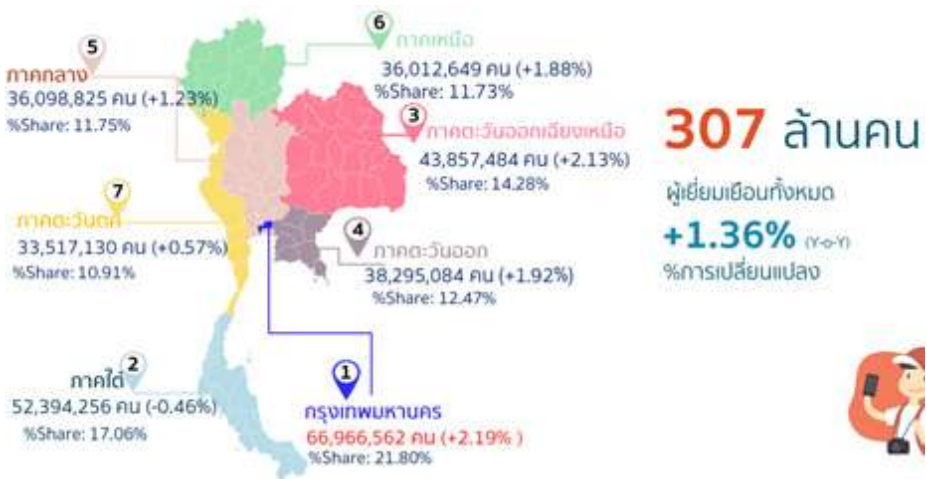 6
ภาคเหนือ
36,012,649 คน (+1.88%)
%Share: 11.73%
5
ภาคกลาง
36,098,825 คน (+1.23%)
%Share: 11.75%
3
ภาคตะวันออกเฉียงเหนือ
43,857,484 คน (+2.13%)
%Share: 14.28%
307 ล้านคน
ผู้เยี่ยมเยือนทั้งหมด
+1.36% (Y-o-Y)
%การเปลี่ยนแปลง
7
ภาคตะวันตก
33,517,130 คน (+0.57%)
%Share: 10.91%
4
ภาคตะวันออก
38,295,084 คน (+1.92%)
%Share: 12.47%
2
ภาคใต้
52,394,256 คน (-0.46%)
%Share: 17.06%
1
กรุงเทพมหานคร
66,966,562 คน (+2.19% )
%Share: 21.80%